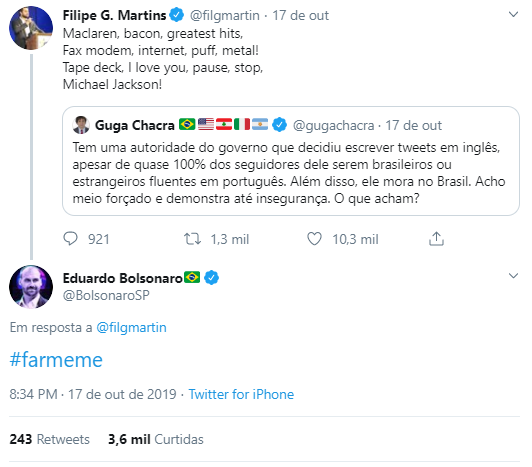 Filipe G. Martins @filgmartin · 17 de out
Maclaren, bacon, greatest hits,
Fax modem, internet, puff, metal!
Tape deck, I love you, pause, stop,
Michael Jackson!
Guga Chacra 🇧🇷🇺🇸🇱🇧🇮🇹🇦🇷 @gugachacra · 17 de out
Tem uma autoridade do governo que decidiu escrever tweets em inglês,
apesar de quase 100% dos seguidores dele serem brasileiros ou
estrangeiros fluentes em português. Além disso, ele mora no Brasil. Acho
meio forçado e demonstra até insegurança. O que acham?
921 1,3 mil 10,3 mil
Eduardo Bolsonaro🇧🇷
@BolsonaroSP
Em resposta a @filgmartin
#farmeme
8:34 PM · 17 de out de 2019 · Twitter for iPhone
243 Retweets 3,6 mil Curtidas